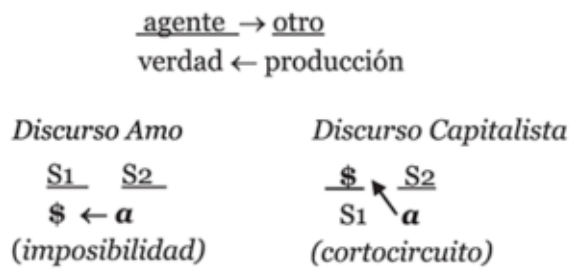 agente → otro
verdad ← producción
Discurso Amo Discurso Capitalista
S1 S2 $ S2
$ ← a S1 a
(imposibilidad) (cortocircuito)